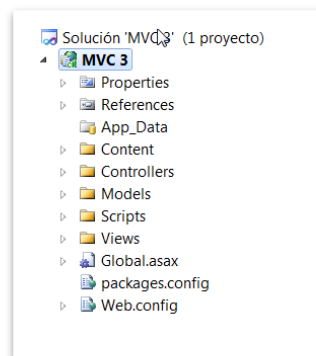 Solución 'MVC 3' (1 proyecto)
MVC 3
Properties
References
App_Data
Content
Controllers
Models
Scripts
Views
Global.asax
packages.config
Web.config